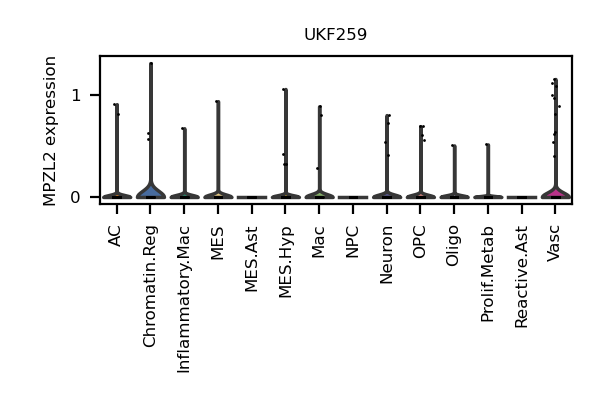 UKF259
MPZL2 expression
1
0
AC
Chromatin.Reg
Inflammatory.Mac
MES
MES.Ast
MES.Hyp
Mac
NPC
Neuron
OPC
Oligo
Prolif.Metab
Reactive.Ast
Vasc